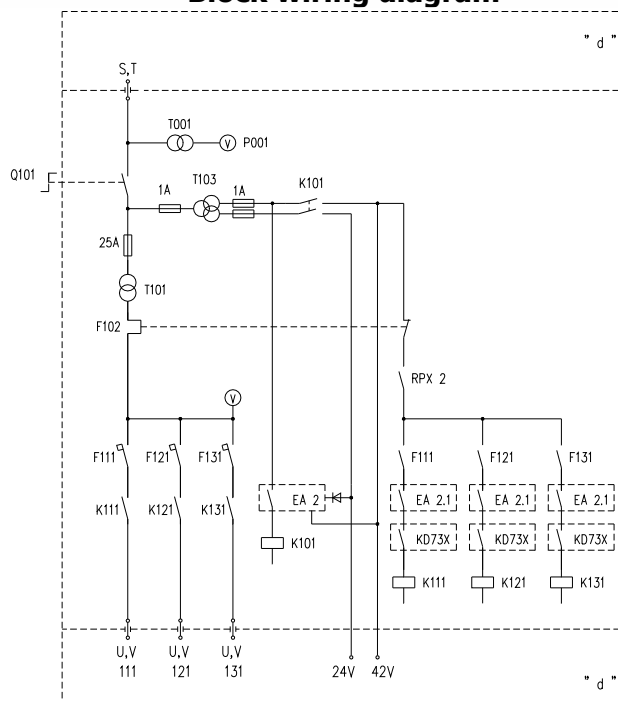 Block wiring diagram
" d "
S,T
T001
P001
V
Q101
T103
K101
1A
1A
25A
T101
F102
RPX 2
V
F111
F121
F131
F111
F121
F131
EA 2
EA 2.1
EA 2.1
EA 2.1
K111
K121
K131
K101
KD73X
KD73X
KD73X
K111
K121
K131
U,V
U,V
U,V
111
121
131
24V
42V
" d "